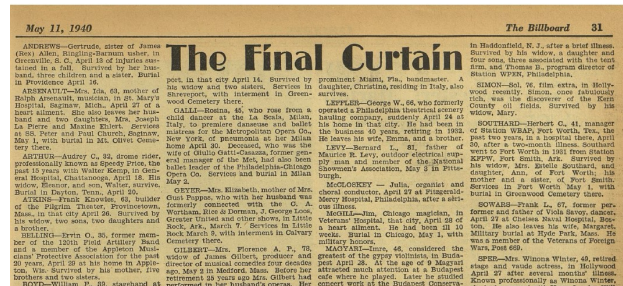 May 11, 1940
The Billboard 31
The Final Curtain
ANDREWS—Gertrude, sister of James
(Rex) Allen, Ringling-Barnum usher, in
Greenville, S. C., April 13 of injuries sus-
tained in a fall. Survived by her hus-
band, three children and a sister. Burial
in Providence April 16.
ARSENAULT—Mrs. Ida, 63, mother of
Ralph Arsenault, musician, in St. Mary's
Hospital, Saginaw, Mich., April 27 of a
heart ailment. She also leaves her hus-
band and two daughters, Mrs. Joseph
La Pierre and Maxine Ehlert. Services
in SS. Peter and Paul Church, Saginaw,
May 1, with burial in Mt. Olivet Ceme-
tery there.
ARTHUR—Audrey C., 52, drome rider,
professionally known as Speedy Price, the
past 15 years with Walter Kemp, in Gen-
eral Hospital, Chattanooga, April 18. His
widow, Eleanor, and son, Walter, survive.
Burial in Dayton, Tenn., April 20.
ATKINS—Frank Knowles, 63, builder
of the Pilgrim Theater, Provincetown,
Mass., in that city April 26. Survived by
his widow, two sons, two daughters and
a brother.
BELLING—Ervin O., 35, former mem-
ber of the 120th Field Artillery Band
and a member of the Appleton Musi-
cians' Protective Association for the past
20 years, April 29 at his home in Apple-
ton, Wis. Survived by his mother, five
brothers and two sisters.
BOYD—William P., 59, stagehand at
port, in that city April 14. Survived by
his widow and two sisters. Services in
Shreveport, with interment in Green-
wood Cemetery there.
GALLI—Rosina, 45, who rose from a
child dancer at the La Scala, Milan,
Italy, to premiere danseuse and ballet
mistress for the Metropolitan Opera Co.,
New York, of pneumonia at her Milan
home April 30. Deceased, who was the
wife of Giulio Gatti-Casazza, former gen-
eral manager of the Met, had also been
ballet leader of the Philadelphia-Chicago
Opera Co. Services and burial in Milan
May 2.
GEYER—Mrs. Elizabeth, mother of Mrs.
Gust Poppos, who with her husband was
formerly connected with the C. A.
Wortham, Rice & Dorman, J. George Loos,
Greater United and other shows, in Little
Rock, Ark., March 7. Services in Little
Rock March 9, with interment in Calvary
Cemetery there.
GILBERT—Mrs. Florence A. P., 78,
widow of James Gilbert, producer and
director of musical comedies four decades
ago, May 2 in Medford, Mass. Before her
retirement 25 years ago Mrs. Gilbert had
performed in her husband's operas. Her
prominent Miami, Fla., bandmaster. A
daughter, Christine, residing in Italy, also
survives.
LEFFLER—George W., 66, who formerly
operated a Philadelphia theatrical scenery
hauling company, suddenly April 24 at
his home in that city. He had been in
the business 40 years, retiring in 1932.
He leaves his wife, Emma, and a brother.
LEVY—Bernard L., 51, father of
Maurice R. Levy, outdoor electrical sup-
ply man and member of the National
Showmen's Association, May 3 in Pitts-
burgh.
McCLOSKEY—Julia, organist and
choral conductor, April 27 at Fitzgerald-
Mercy Hospital, Philadelphia, after a seri-
ous illness.
McGILL—Jim, Chicago magician, in
Veterans' Hospital, that city, April 28 of
a heart ailment. He had been ill 10
weeks. Burial in Chicago, May 1, with
military honors.
MAGYARI—Imre, 46, considered the
greatest of the gypsy violinists, in Buda-
pest April 28. At the age of 9 Magyari
attracted much attention at a Budapest
cafe where he played. Later he studied
concert work at the Budapest Conserva-
in Haddonfield, N. J., after a brief illness.
Survived by his widow, a daughter and
four sons, three associated with the tent
firm, and Thomas B., program director of
Station WPEN, Philadelphia.
SIMON—Sol, 76, film extra, in Holly-
wood recently. Simon, once fabulously
rich, was the discoverer of the Kern
County oil fields. Survived by his
widow, Mary.
SOUTHARD—Herbert C., 41, manager
of Station WBAP, Fort Worth, Tex., the
past two years, in a hospital there, April
30, after a two-month illness. Southard
went to Fort Worth in 1931 from Station
KFPW, Fort Smith, Ark. Survived by
his widow, Mrs. Estelle Southard, and
daughter, Ann, of Fort Worth; his
mother and a sister, of Fort Smith.
Services in Fort Worth May 1, with
burial in Greenwood Cemetery there.
SOWARS—Frank L., 67, former per-
former and father of Viola Savoy, dancer,
April 21 at Chelsea Naval Hospital, Bos-
ton. He also leaves his wife, Margaret.
Military burial at Hyde Park, Mass. He
was a member of the Veterans of Foreign
Wars, Post 669.
SPER—Mrs. Winona Winter, 49, retired
stage and vaude actress, in Hollywood
April 27 after several months' illness.
Known professionally as Winona Winter,